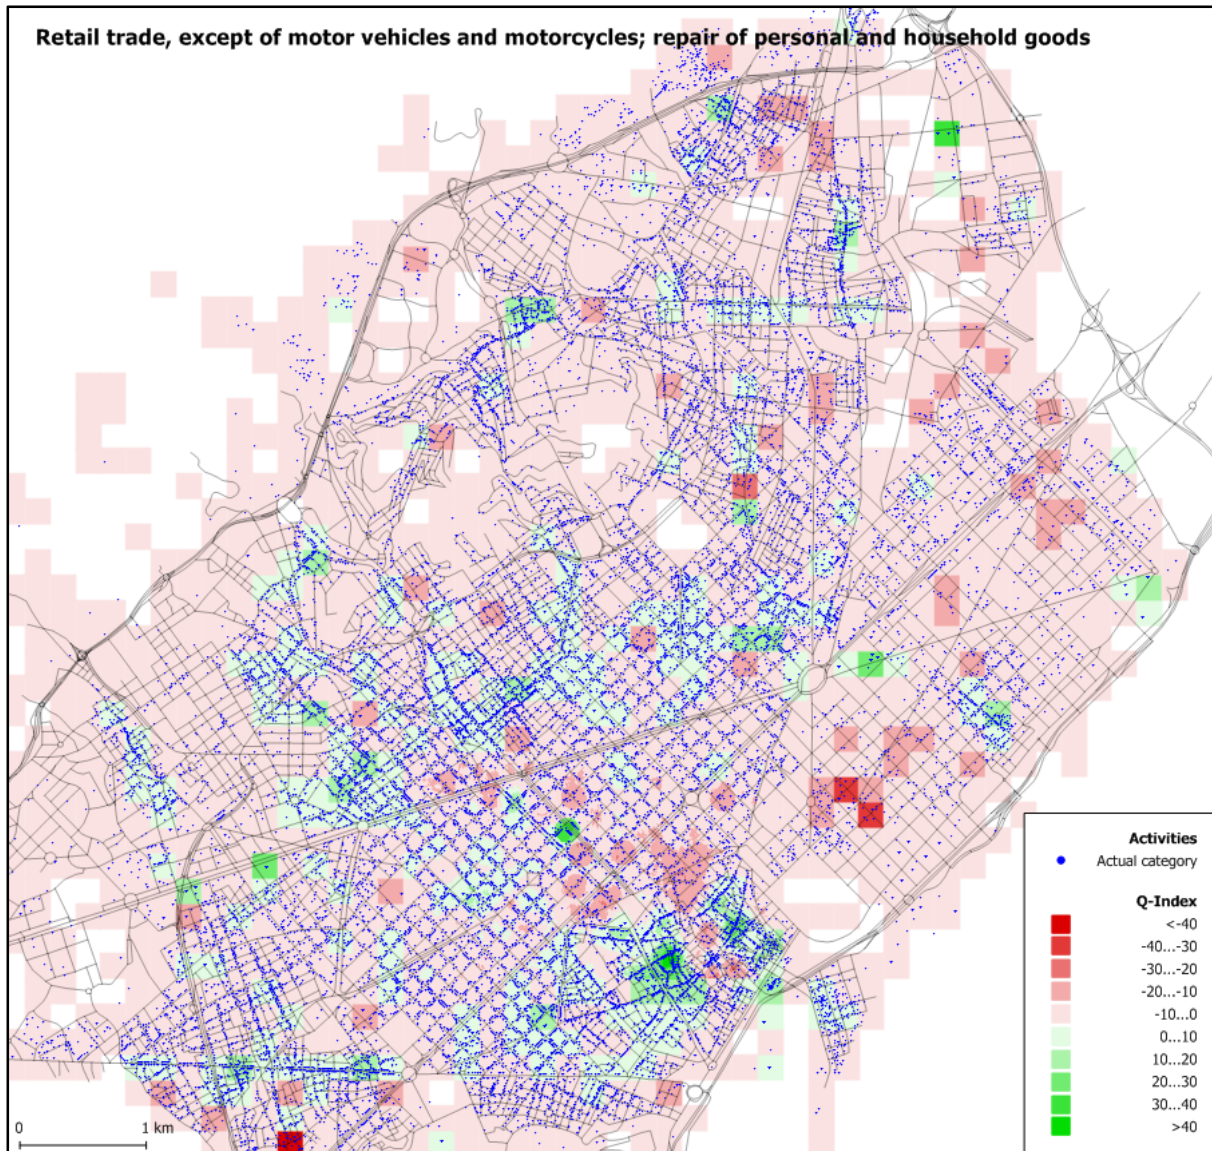 Retail trade, except of motor vehicles and motorcycles; repair of personal and household goods
Activities
Actual category
Q-Index
<-40
-40...-30
-30...-20
-20...-10
-10...0
0...10
10...20
20...30
30...40
>40
0 1 km